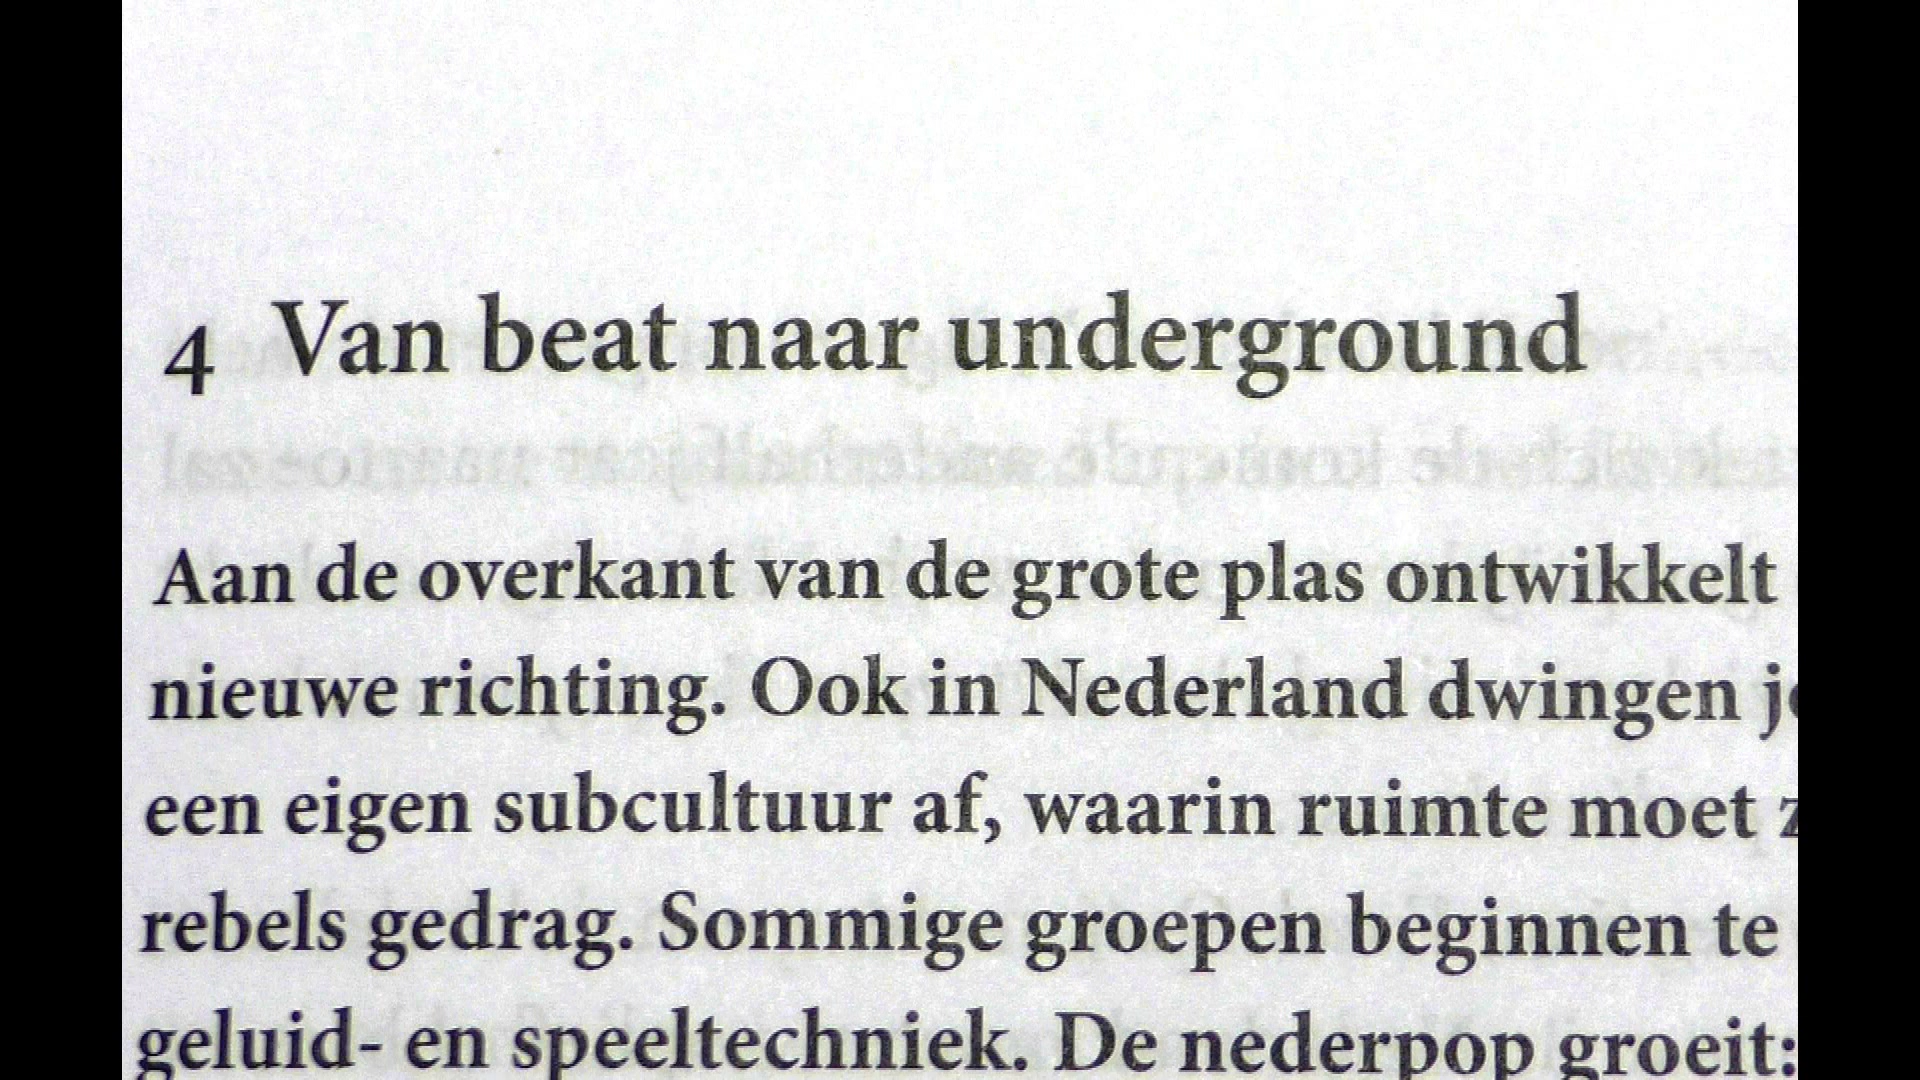 4 Van beat naar underground
Aan de overkant van de grote plas ontwikkelt
nieuwe richting. Ook in Nederland dwingen
een eigen subcultuur af, waarin ruimte moet
rebels gedrag. Sommige groepen beginnen te
geluid- en speeltechniek. De nederpop groeit: